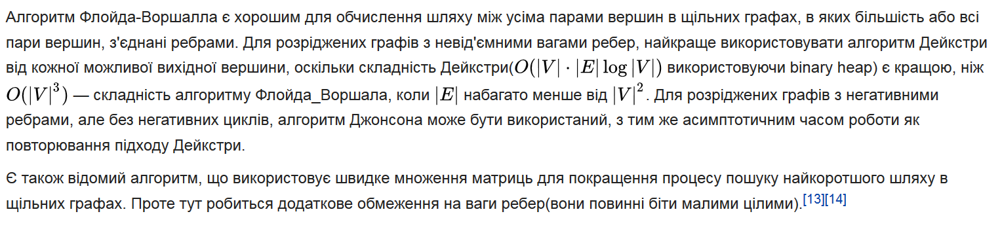 Алгоритм Флойда-Воршалла є хорошим для обчислення шляху між усіма парами вершин в щільних графах, в яких більшість або всі
пари вершин, з'єднані ребрами. Для розріджених графів з невід'ємними вагами ребер, найкраще використовувати алгоритм Дейкстри
від кожної можливої вихідної вершини, оскільки складність Дейкстри(O(|V| · |E| log |V|) використовуючи binary heap) є кращою, ніж
O(|V|³) — складність алгоритму Флойда_Воршала, коли |E| набагато менше від |V|². Для розріджених графів з негативними
ребрами, але без негативних циклів, алгоритм Джонсона може бути використаний, з тим же асимптотичним часом роботи як
повторювання підходу Дейкстри.
Є також відомий алгоритм, що використовує швидке множення матриць для покращення процесу пошуку найкоротшого шляху в
щільних графах. Проте тут робиться додаткове обмеження на ваги ребер(вони повинні біти малими цілими).[13][14]